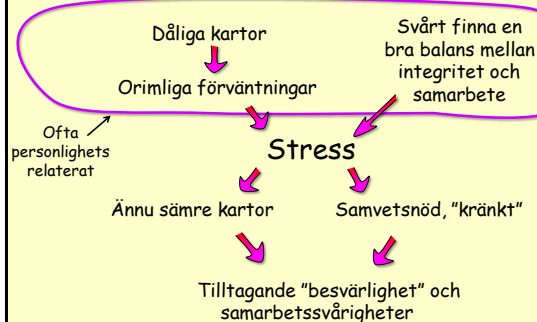 Dåliga kartor
Orimliga förväntningar
Svårt finna en
bra balans mellan
integritet och
samarbete
Ofta
personlighets
relaterat
Stress
Ännu sämre kartor
Samvetsnöd, "kränkt"
Tilltagande "besvärlighet" och
samarbetssvårigheter